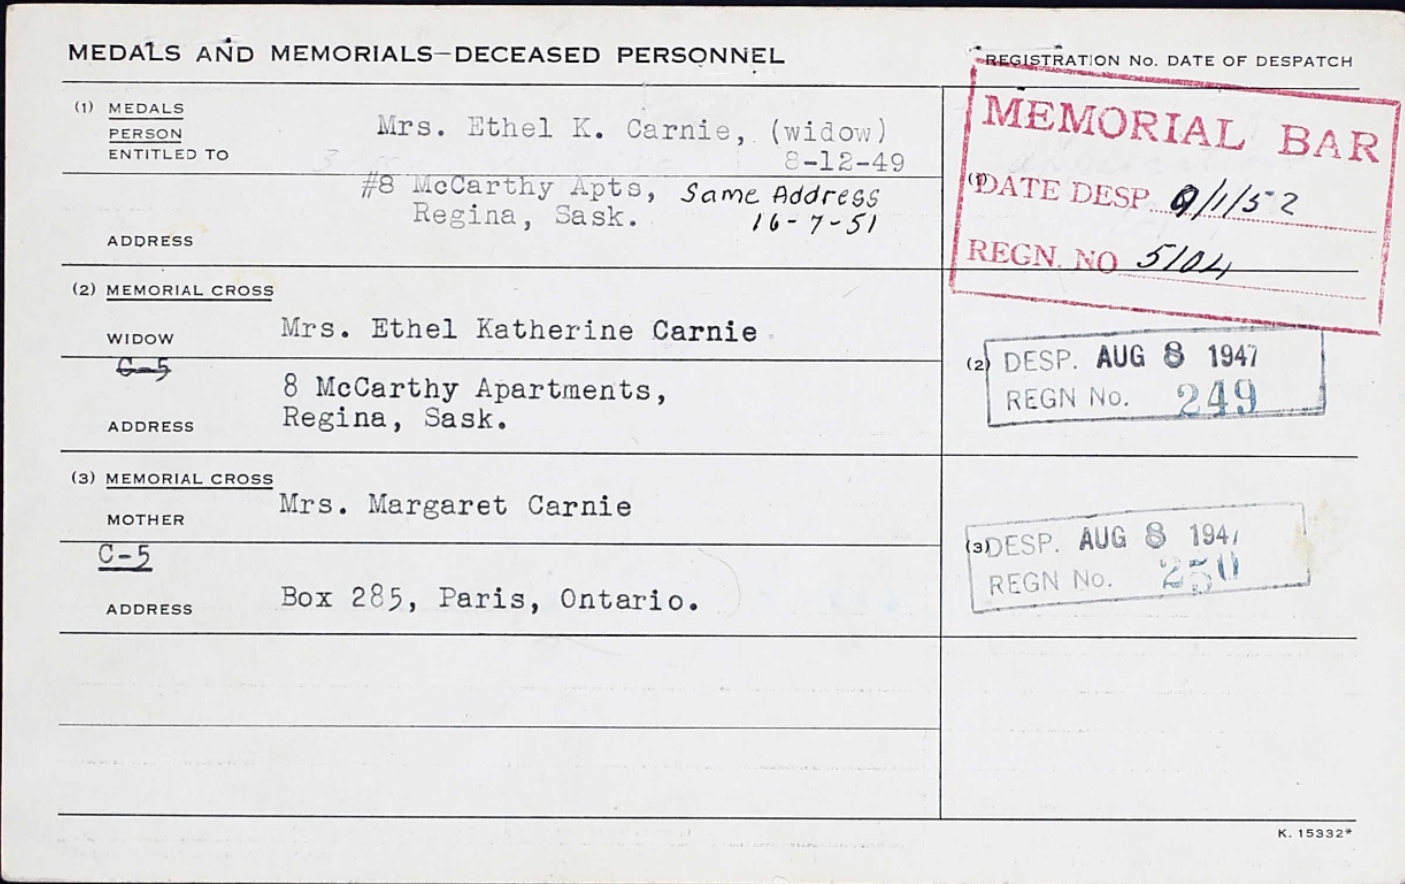 MEDALS AND MEMORIALS—DECEASED PERSONNEL
REGISTRATION No. DATE OF DESPATCH
(1) MEDALS
PERSON
ENTITLED TO
Mrs. Ethel K. Carnie, (widow)
8-12-49
#8 McCarthy Apts, Same Address
Regina, Sask. 16-7-51
ADDRESS
MEMORIAL BAR
(1)
DATE DESP. 9/1/52
REGN. NO 5104
(2) MEMORIAL CROSS
WIDOW
Mrs. Ethel Katherine Carnie
C-5
8 McCarthy Apartments,
Regina, Sask.
ADDRESS
(2) DESP. AUG 8 1947
REGN No. 249
(3) MEMORIAL CROSS
MOTHER
Mrs. Margaret Carnie
C-5
ADDRESS
Box 285, Paris, Ontario.
(3) DESP. AUG 8 1947
REGN No. 250
K. 15332*